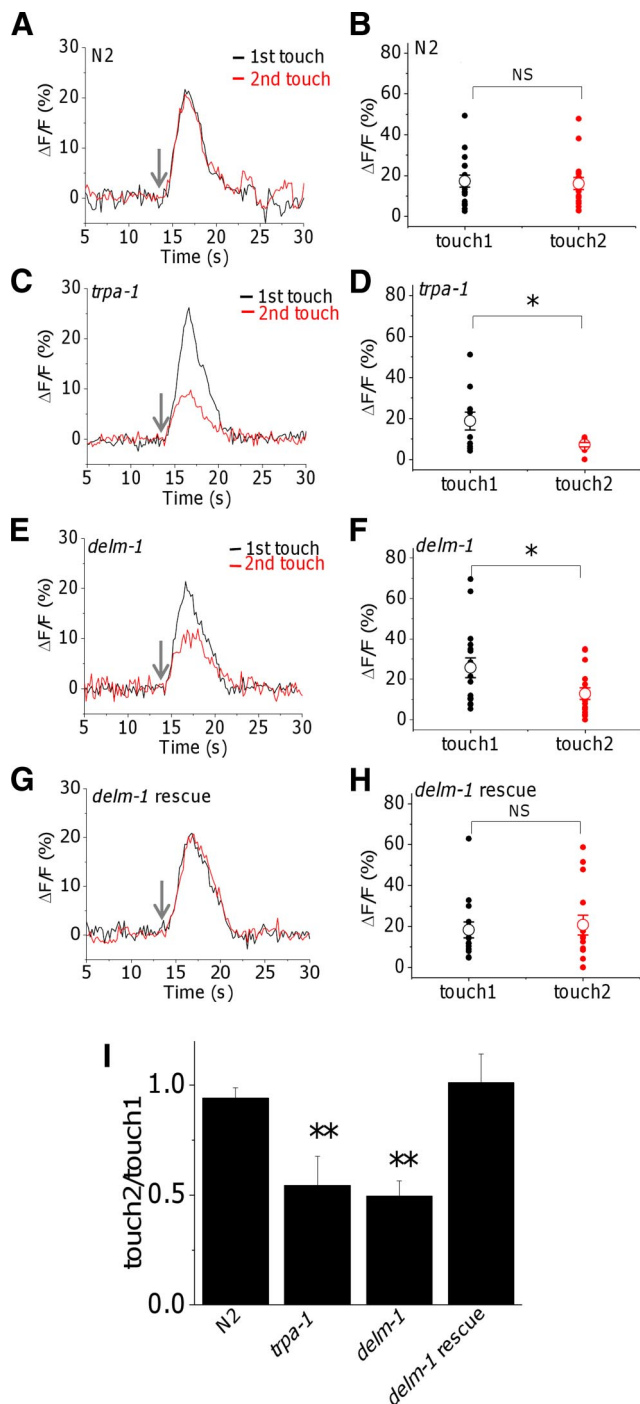 A
N2
1st touch
2nd touch
ΔF/F (%)
30
20
10
0
5 10 15 20 25 30
Time (s)
B
N2
NS
ΔF/F (%)
80
60
40
20
0
touch1 touch2
C
trpa-1
1st touch
2nd touch
ΔF/F (%)
30
20
10
0
5 10 15 20 25 30
Time (s)
D
trpa-1
*
ΔF/F (%)
80
60
40
20
0
touch1 touch2
E
delm-1
1st touch
2nd touch
ΔF/F (%)
30
20
10
0
5 10 15 20 25 30
Time (s)
F
delm-1
*
ΔF/F (%)
80
60
40
20
0
touch1 touch2
G
delm-1 rescue
ΔF/F (%)
30
20
10
0
5 10 15 20 25 30
Time (s)
H
delm-1 rescue
NS
ΔF/F (%)
80
60
40
20
0
touch1 touch2
I
touch2/touch1
1.0
0.5
0.0
**
**
N2
trpa-1
delm-1
delm-1 rescue